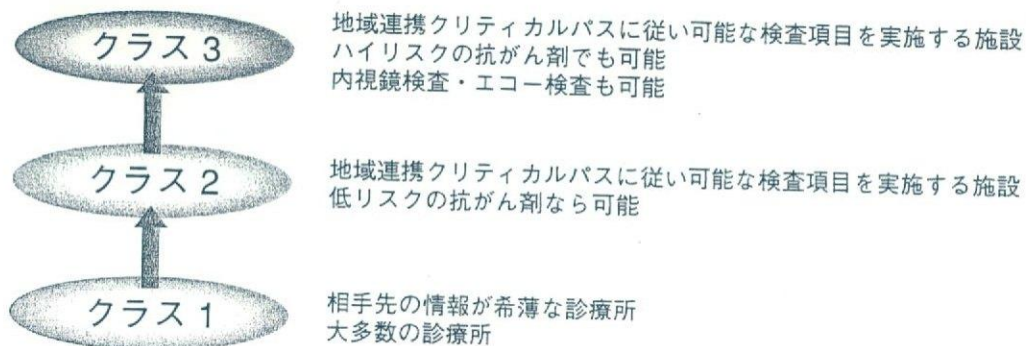 クラス 3
地域連携クリティカルパスに従い可能な検査項目を実施する施設
ハイリスクの抗がん剤でも可能
内視鏡検査・エコー検査も可能
クラス 2
地域連携クリティカルパスに従い可能な検査項目を実施する施設
低リスクの抗がん剤なら可能
クラス 1
相手先の情報が希薄な診療所
大多数の診療所